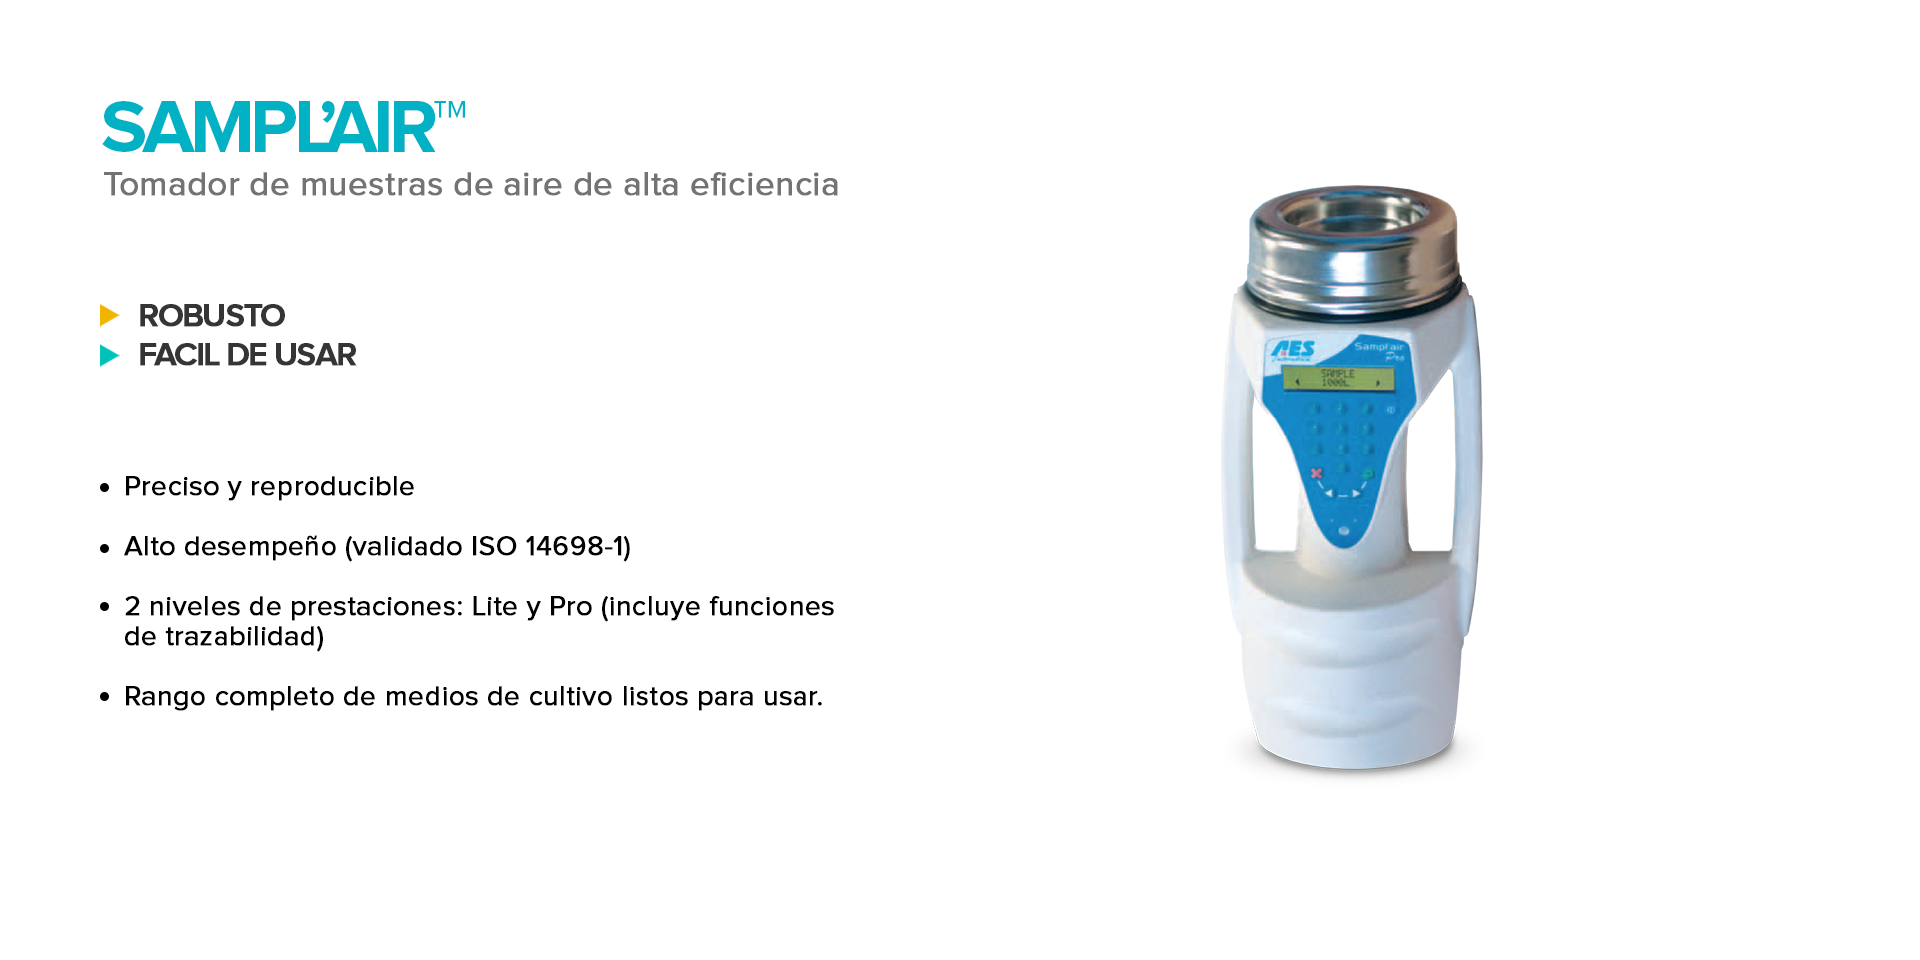 SAMPL'AIR™
Tomador de muestras de aire de alta eficiencia
ROBUSTO
FACIL DE USAR
• Preciso y reproducible
• Alto desempeño (validado ISO 14698-1)
• 2 niveles de prestaciones: Lite y Pro (incluye funciones
de trazabilidad)
• Rango completo de medios de cultivo listos para usar.
AES
Sampl'air
Pro
SAMPLE
1000L